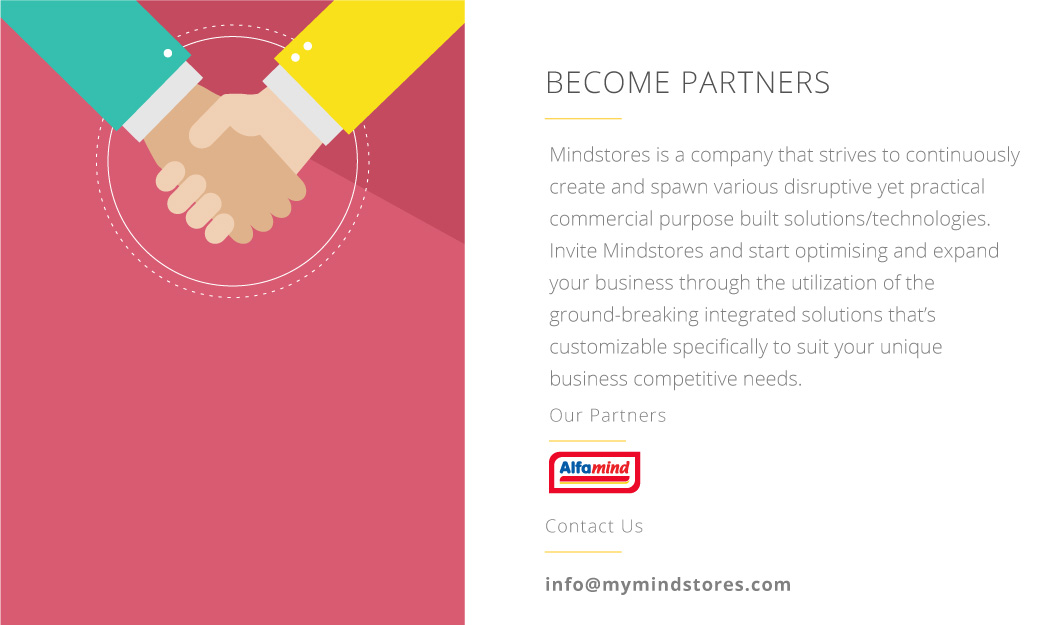 BECOME PARTNERS
Mindstores is a company that strives to continuously
create and spawn various disruptive yet practical
commercial purpose built solutions/technologies.
Invite Mindstores and start optimising and expand
your business through the utilization of the
ground-breaking integrated solutions that's
customizable specifically to suit your unique
business competitive needs.
Our Partners
Alfamind
Contact Us
info@mymindstores.com